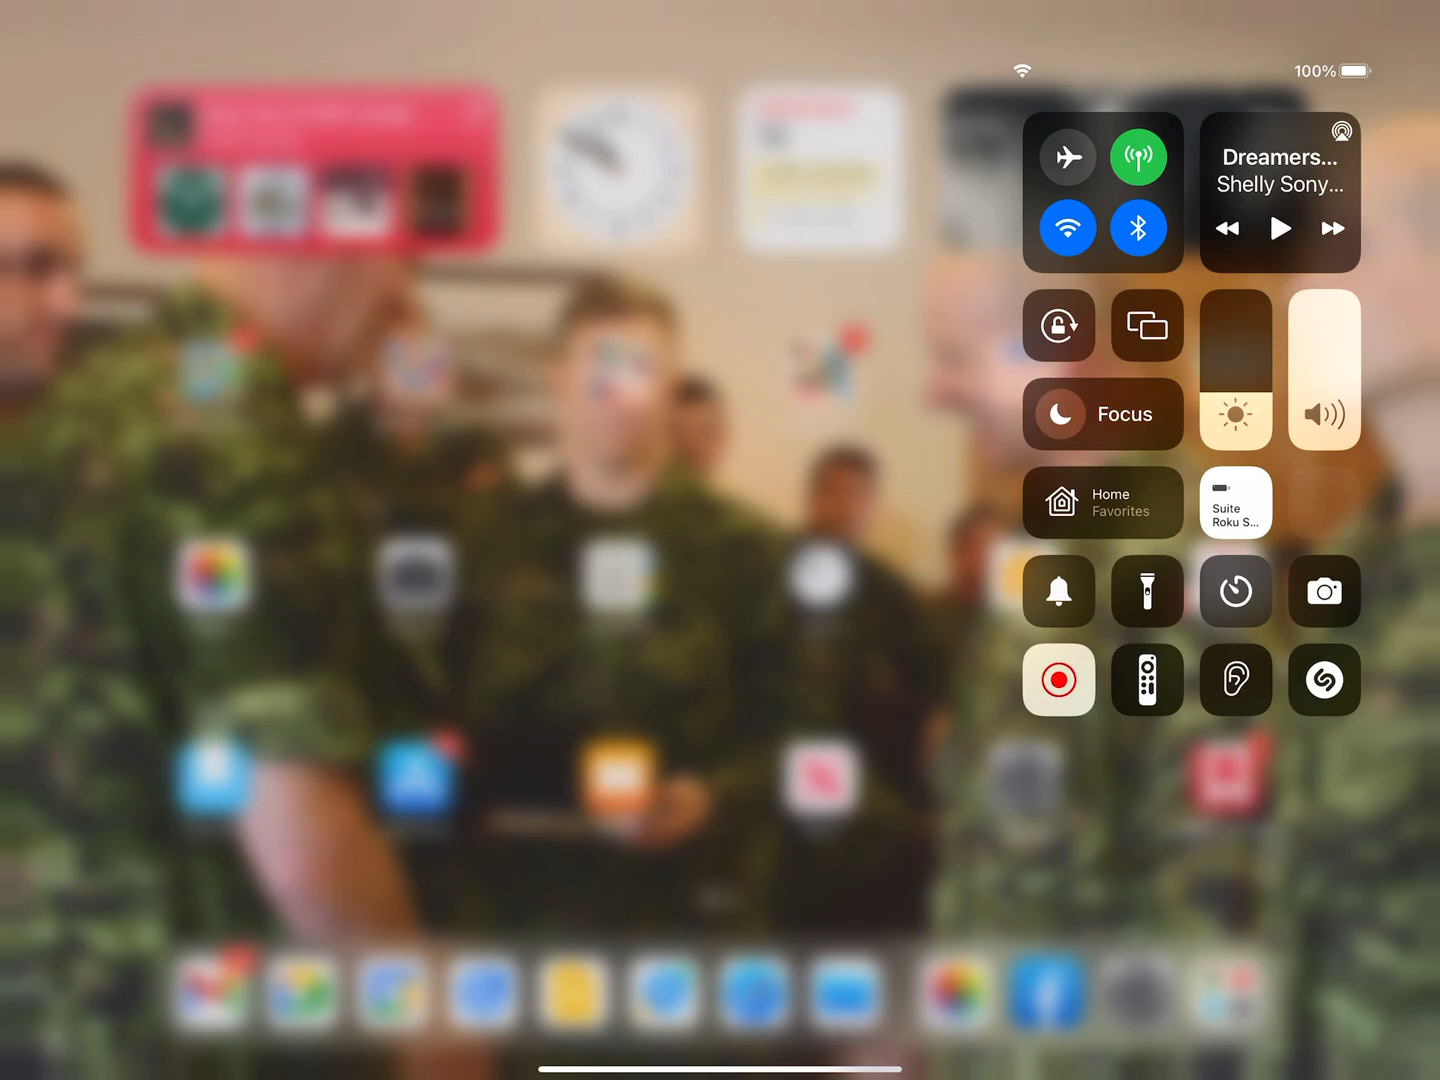 100%
Dreamers...
Shelly Sony...
Focus
Home
Favorites
Suite
Roku S...